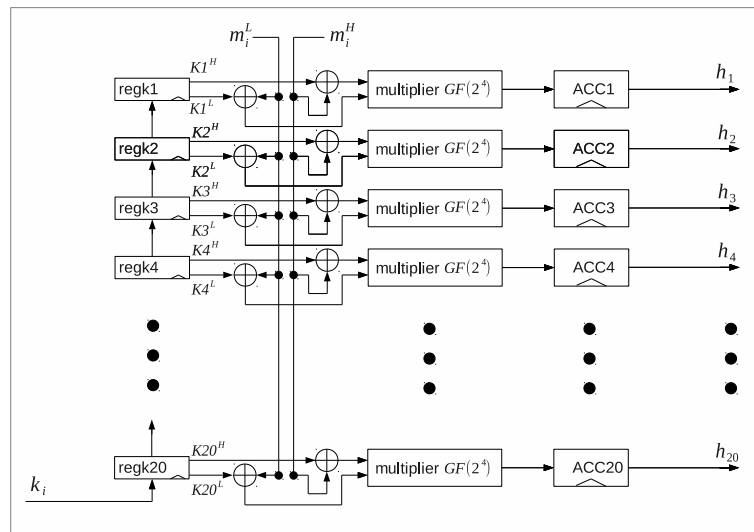 m_i^L m_i^H
K1^H
regk1 multiplier GF(2^4) ACC1 h_1
K1^L
K2^H
regk2 multiplier GF(2^4) ACC2 h_2
K2^L
K3^H
regk3 multiplier GF(2^4) ACC3 h_3
K3^L
K4^H
regk4 multiplier GF(2^4) ACC4 h_4
K4^L
K20^H
regk20 multiplier GF(2^4) ACC20 h_20
K20^L
k_i